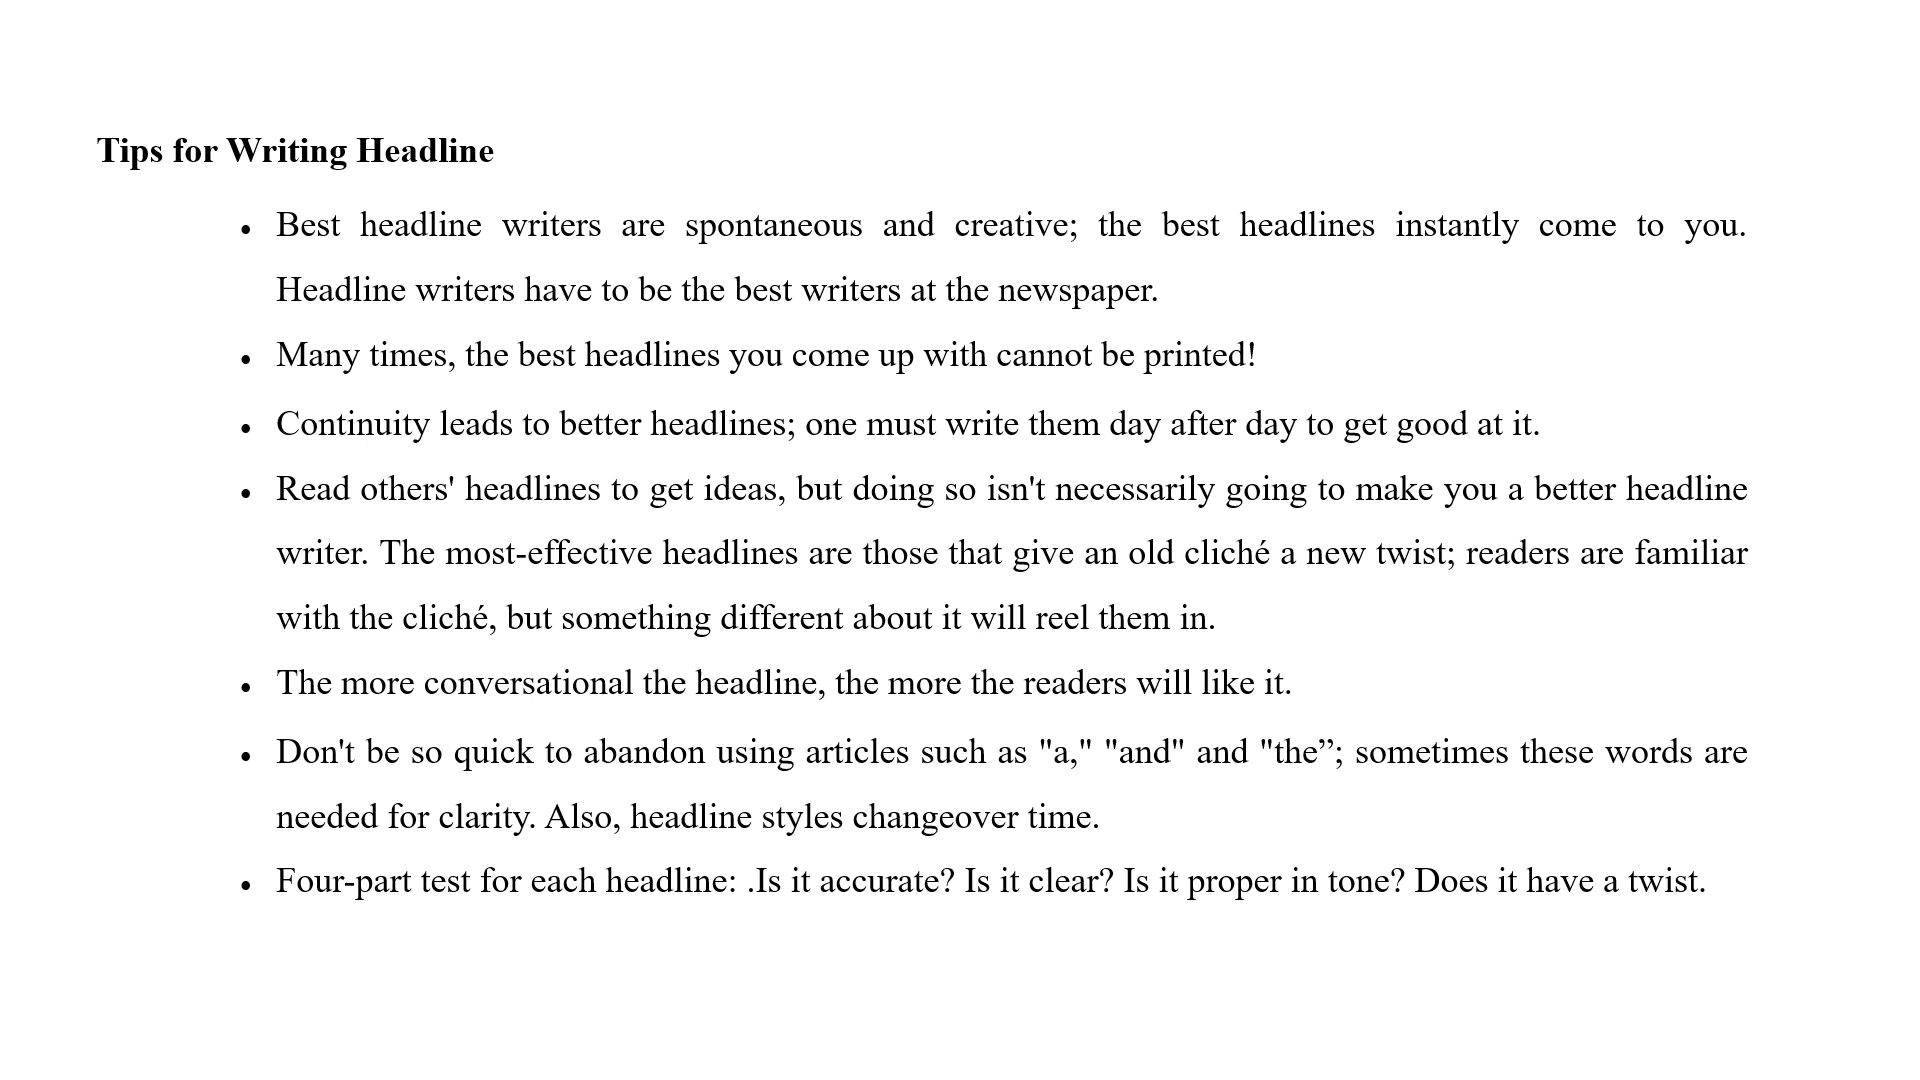 Tips for Writing Headline
• Best headline writers are spontaneous and creative; the best headlines instantly come to you.
Headline writers have to be the best writers at the newspaper.
• Many times, the best headlines you come up with cannot be printed!
• Continuity leads to better headlines; one must write them day after day to get good at it.
• Read others' headlines to get ideas, but doing so isn't necessarily going to make you a better headline
writer. The most-effective headlines are those that give an old cliché a new twist; readers are familiar
with the cliché, but something different about it will reel them in.
• The more conversational the headline, the more the readers will like it.
• Don't be so quick to abandon using articles such as "a," "and" and "the”; sometimes these words are
needed for clarity. Also, headline styles changeover time.
• Four-part test for each headline: .Is it accurate? Is it clear? Is it proper in tone? Does it have a twist.